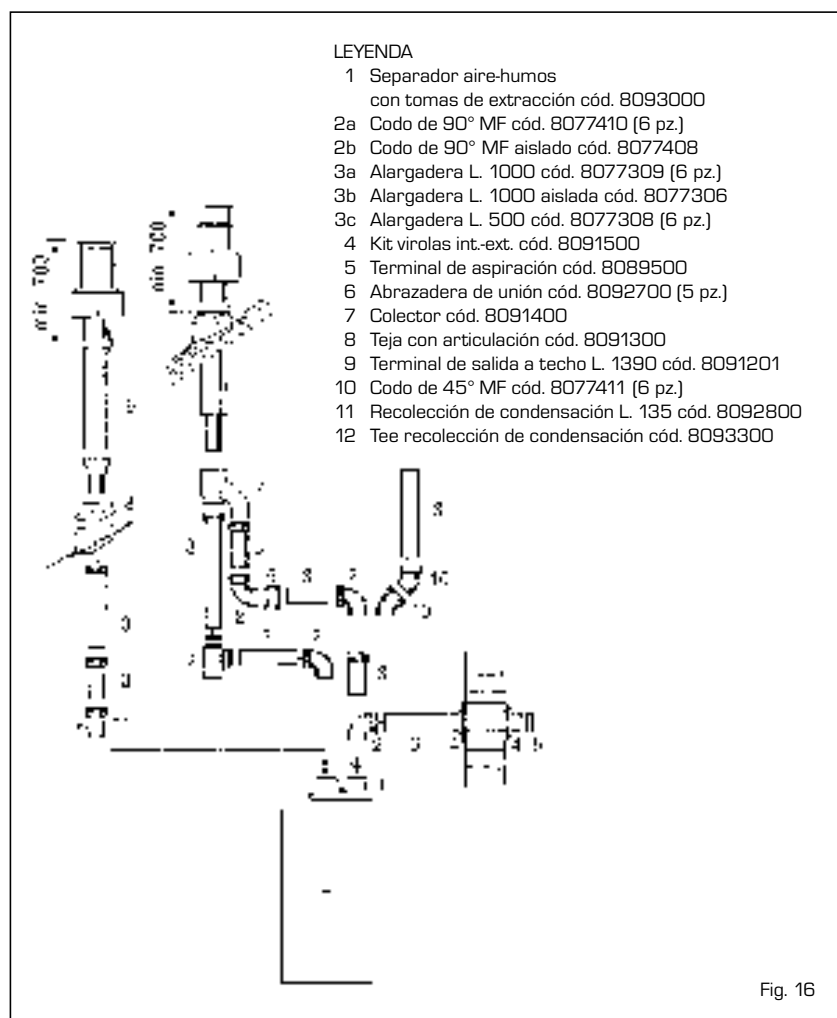 LEYENDA
1 Separador aire-humos
con tomas de extracción cód. 8093000
2a Codo de 90° MF cód. 8077410 (6 pz.)
2b Codo de 90° MF aislado cód. 8077408
3a Alargadera L. 1000 cód. 8077309 (6 pz.)
3b Alargadera L. 1000 aislada cód. 8077306
3c Alargadera L. 500 cód. 8077308 (6 pz.)
4 Kit virolas int.-ext. cód. 8091500
5 Terminal de aspiración cód. 8089500
6 Abrazadera de unión cód. 8092700 (5 pz.)
7 Colector cód. 8091400
8 Teja con articulación cód. 8091300
9 Terminal de salida a techo L. 1390 cód. 8091201
10 Codo de 45° MF cód. 8077411 (6 pz.)
11 Recolección de condensación L. 135 cód. 8092800
12 Tee recolección de condensación cód. 8093300
10
Fig. 16